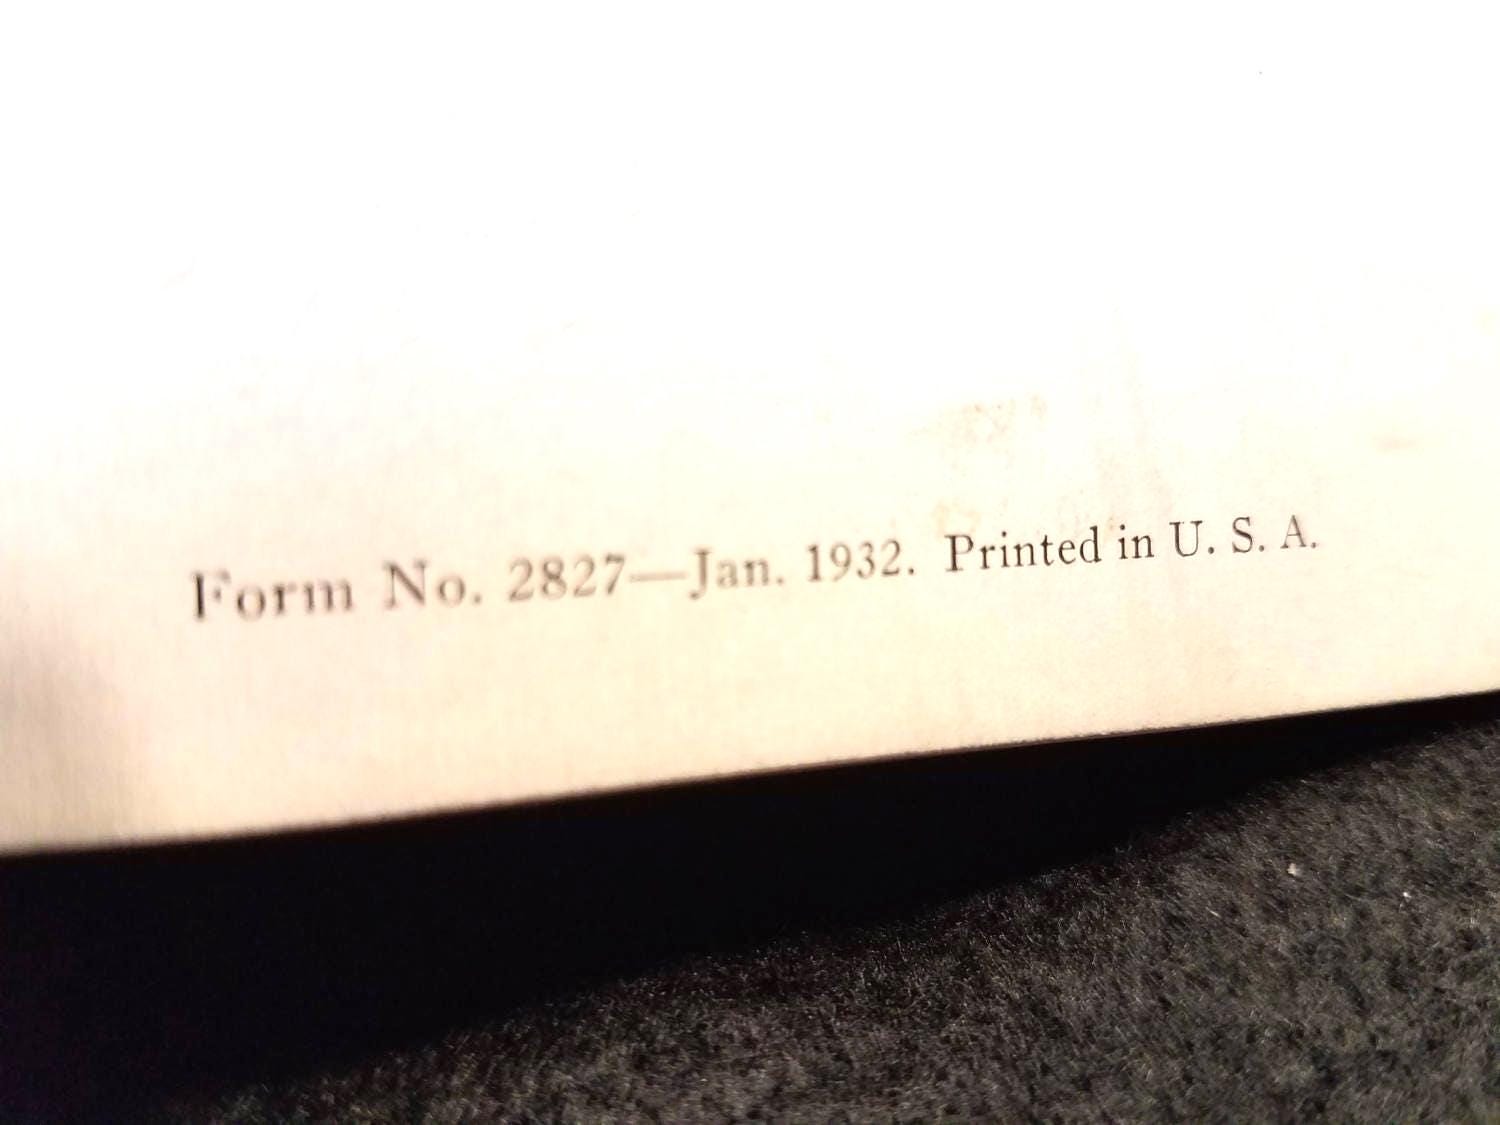 Form No. 2827—Jan. 1932. Printed in U. S. A.